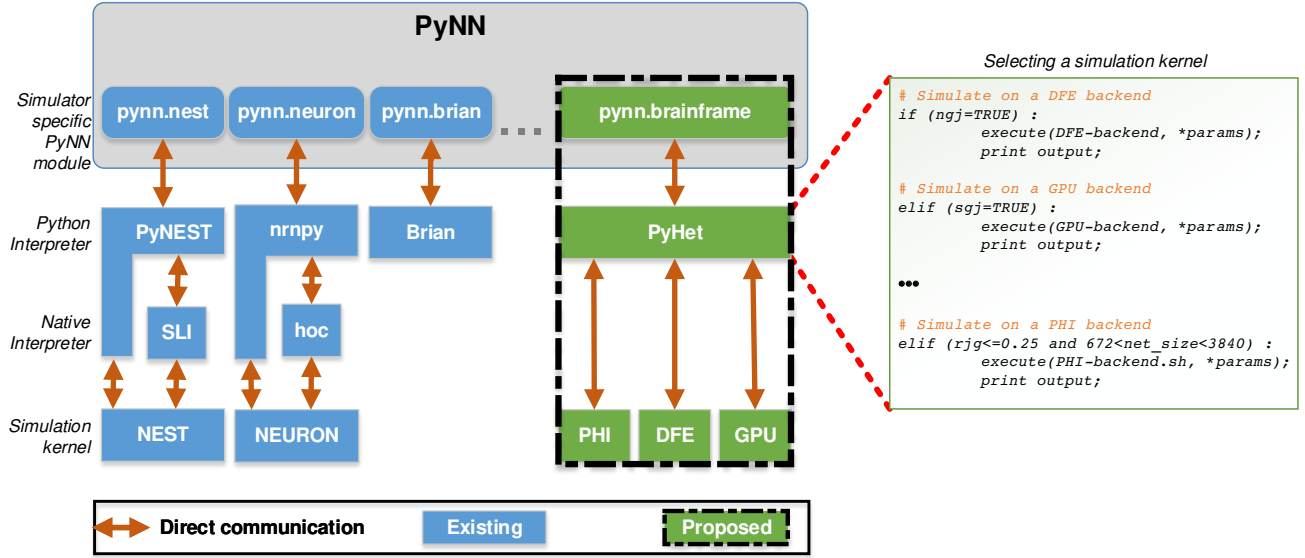 PyNN
Simulator
specific
PyNN
module
pynn.nest
pynn.neuron
pynn.brian
pynn.brainframe
Python
Interpreter
PyNEST
nrnpy
Brian
PyHet
Native
Interpreter
SLI
hoc
Simulation
kernel
NEST
NEURON
PHI
DFE
GPU
Direct communication
Existing
Proposed
Selecting a simulation kernel
# Simulate on a DFE backend
if (ngj=TRUE) :
execute(DFE-backend, *params);
print output;
# Simulate on a GPU backend
elif (sgj=TRUE) :
execute(GPU-backend, *params);
print output;
•••
# Simulate on a PHI backend
elif (rjg<=0.25 and 672<net_size<3840) :
execute(PHI-backend.sh, *params);
print output;